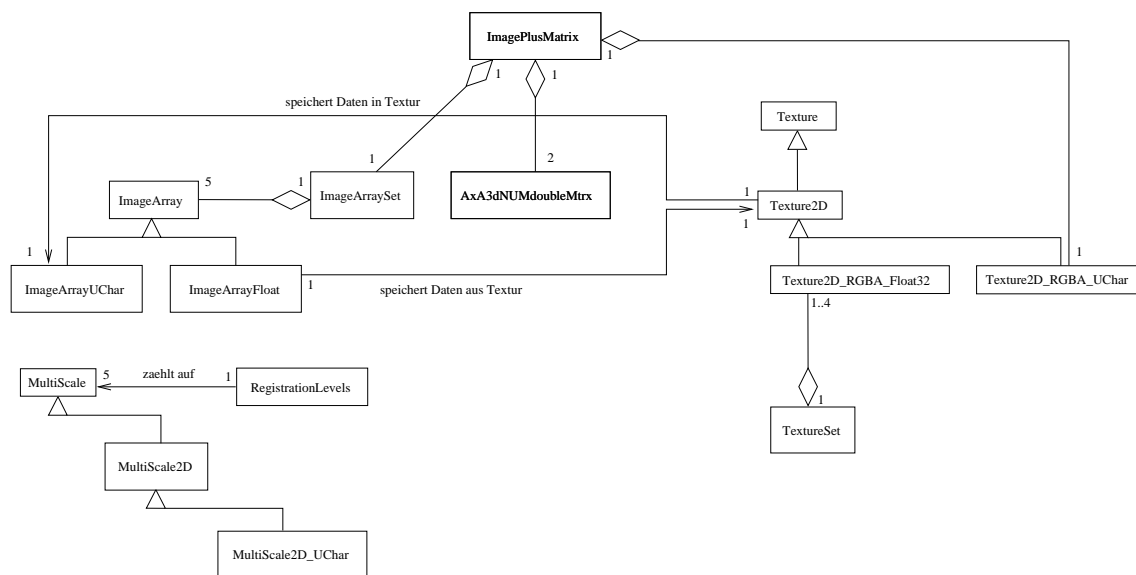 ImagePlusMatrix
1
1
1
speichert Daten in Textur
Texture
1
2
5
1
ImageArray
ImageArraySet
AxA3dNUMdoubleMtrx
1
Texture2D
1
1
1
1
ImageArrayUChar
ImageArrayFloat
1
speichert Daten aus Textur
Texture2D_RGBA_Float32
Texture2D_RGBA_UChar
1..4
MultiScale
5
zaehlt auf
1
RegistrationLevels
1
TextureSet
MultiScale2D
MultiScale2D_UChar